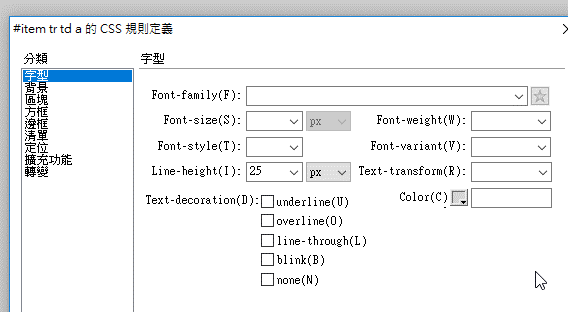 #item tr td a 的 CSS 規則定義
分類
字型
背景
區塊
方框
邊框
清單
定位
擴充功能
轉變
字型
Font-family(F):
Font-size(S): px Font-weight(W):
Font-style(T): Font-variant(V):
Line-height(I): 25 px Text-transform(R):
Text-decoration(D): underline(U) Color(C)
overline(O)
line-through(L)
blink(B)
none(N)